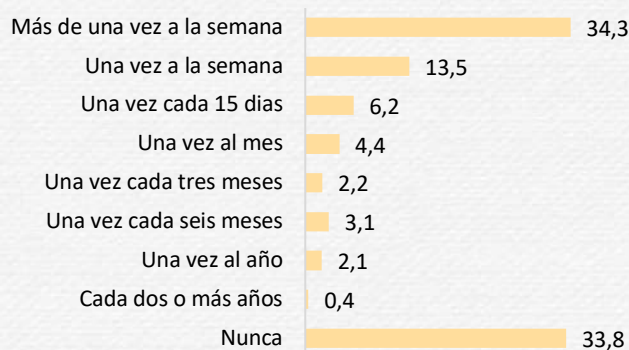 Más de una vez a la semana 34,3
Una vez a la semana 13,5
Una vez cada 15 dias 6,2
Una vez al mes 4,4
Una vez cada tres meses 2,2
Una vez cada seis meses 3,1
Una vez al año 2,1
Cada dos o más años 0,4
Nunca 33,8